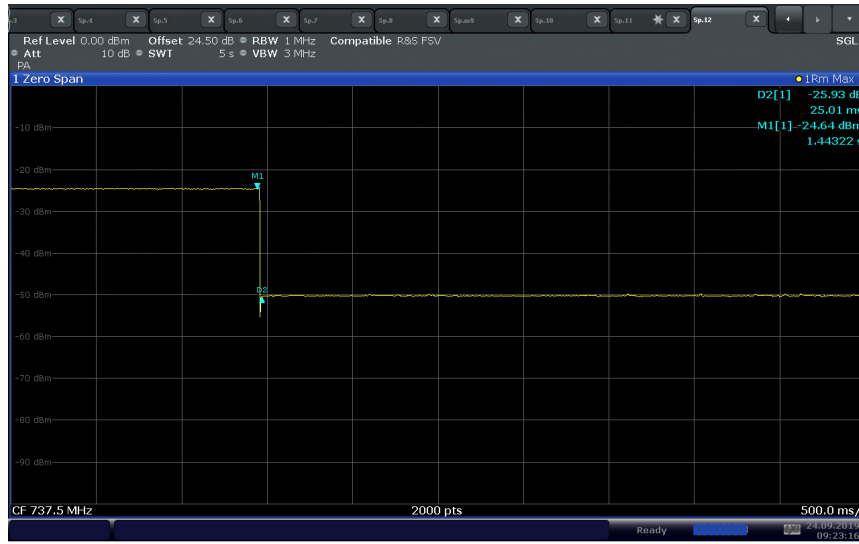 .3 X Sp.4 X Sp.5 X Sp.6 X Sp.7 X Sp.8 X X Sp.10 X Sp.11 X Sp.12 X
Ref Level 0.00 dBm Offset 24.50 dB RBW 1 MHz Compatible R&S FSV SGL
Att 10 dB SWT 5 s VBW 3 MHz
PA
1 Zero Span 1Rm Max
D2[1] -25.93 dB
25.01 ms
M1[1] -24.64 dBm
1.44322 s
-10 dBm
-20 dBm
M1
-30 dBm
-40 dBm
D2
-50 dBm
-60 dBm
-70 dBm
-80 dBm
-90 dBm
CF 737.5 MHz 2000 pts 500.0 ms/
Ready 24.09.2019
09:23:16